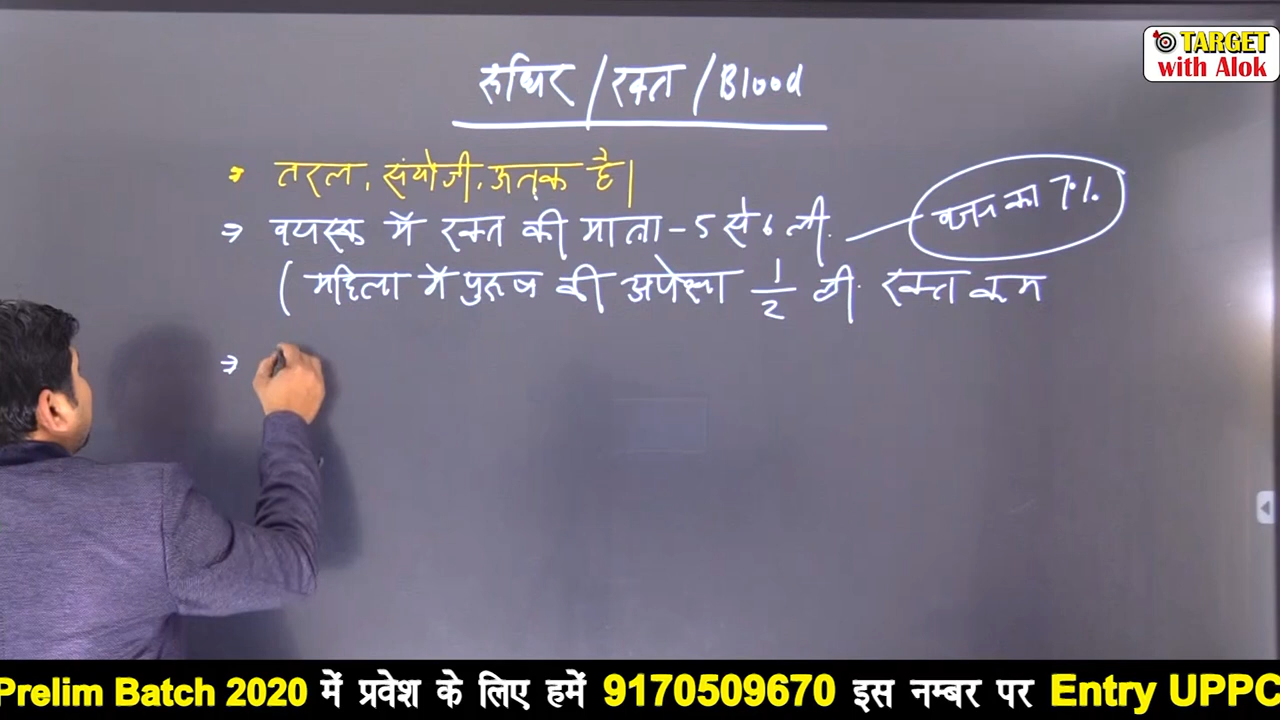 TARGET
with Alok
रुधिर / रक्त / Blood
तरल, संयोजी, ऊतक है।
⇒ वयस्क में रक्त की मात्रा - 5 से 6 ली. वजन का 7%
( महिला में पुरूष की अपेक्षा 1/2 ली. रक्त कम
⇒
Prelim Batch 2020 में प्रवेश के लिए हमें 9170509670 इस नम्बर पर Entry UPPC